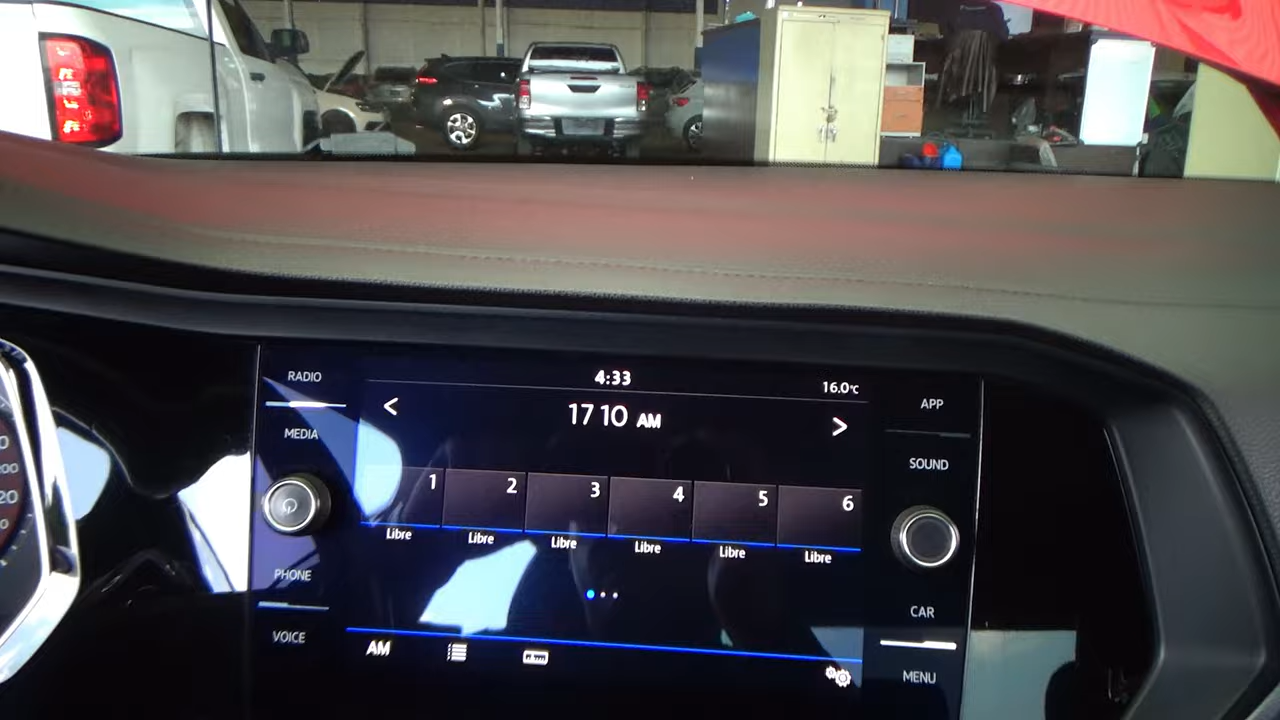 RADIO
MEDIA
PHONE
VOICE
4:33
16.0°C
<
1710 AM
>
1
2
3
4
5
6
Libre
Libre
Libre
Libre
Libre
Libre
AM
APP
SOUND
CAR
MENU